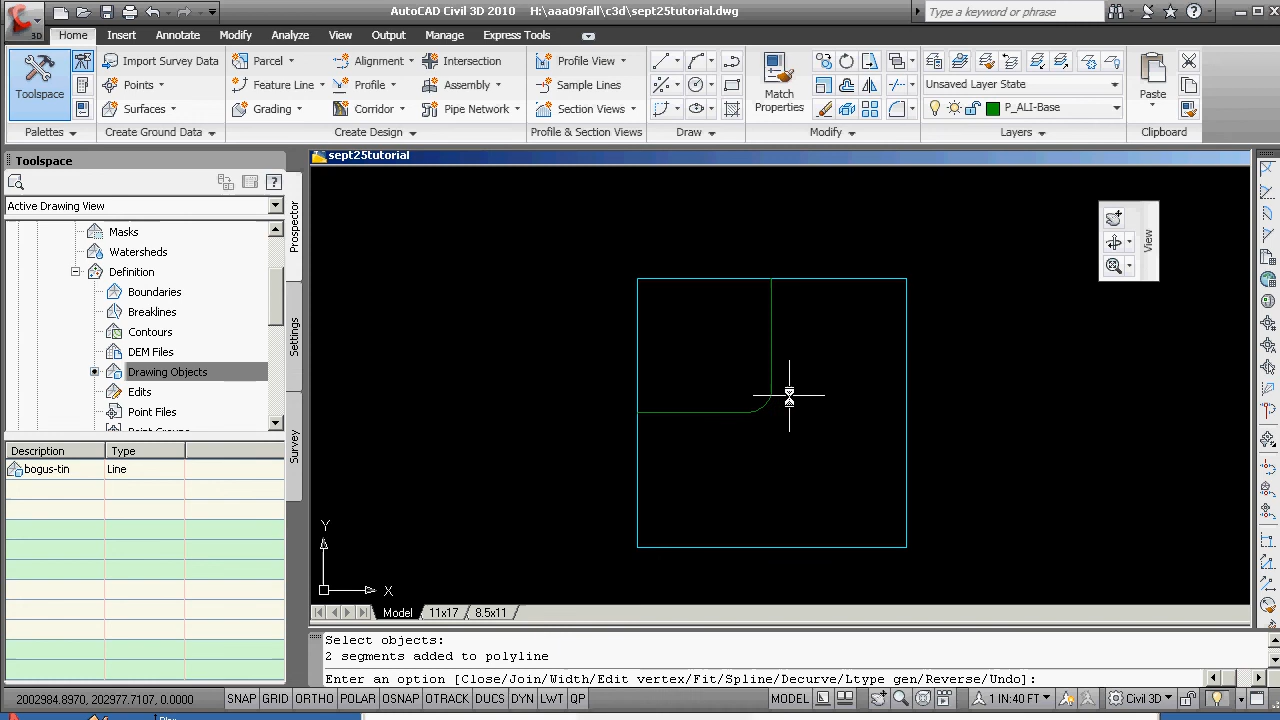 AutoCAD Civil 3D 2010 H:\aaa09fall\c3d\sept25tutorial.dwg
Type a keyword or phrase
3D
Home Insert Annotate Modify Analyze View Output Manage Express Tools
Import Survey Data Parcel Alignment Intersection Profile View
Toolspace Points Feature Line Profile Assembly Sample Lines Match Properties Unsaved Layer State Paste
Surfaces Grading Corridor Pipe Network Section Views P_ALI-Base
Palettes Create Ground Data Create Design Profile & Section Views Draw Modify Layers Clipboard
Toolspace
sept25tutorial
Active Drawing View
Prospector
Settings
Survey
Masks
Watersheds
Definition
Boundaries
Breaklines
Contours
DEM Files
Drawing Objects
Edits
Point Files
Point Groups
View
Description Type
bogus-tin Line
Y
X
Model 11x17 8.5x11
Select objects:
2 segments added to polyline
Enter an option [Close/Join/Width/Edit vertex/Fit/Spline/Decurve/Ltype gen/Reverse/Undo]:
2002984.8970, 202977.7107, 0.0000 SNAP GRID ORTHO POLAR OSNAP OTRACK DUCS DYN LWT QP MODEL 1 IN:40 FT Civil 3D